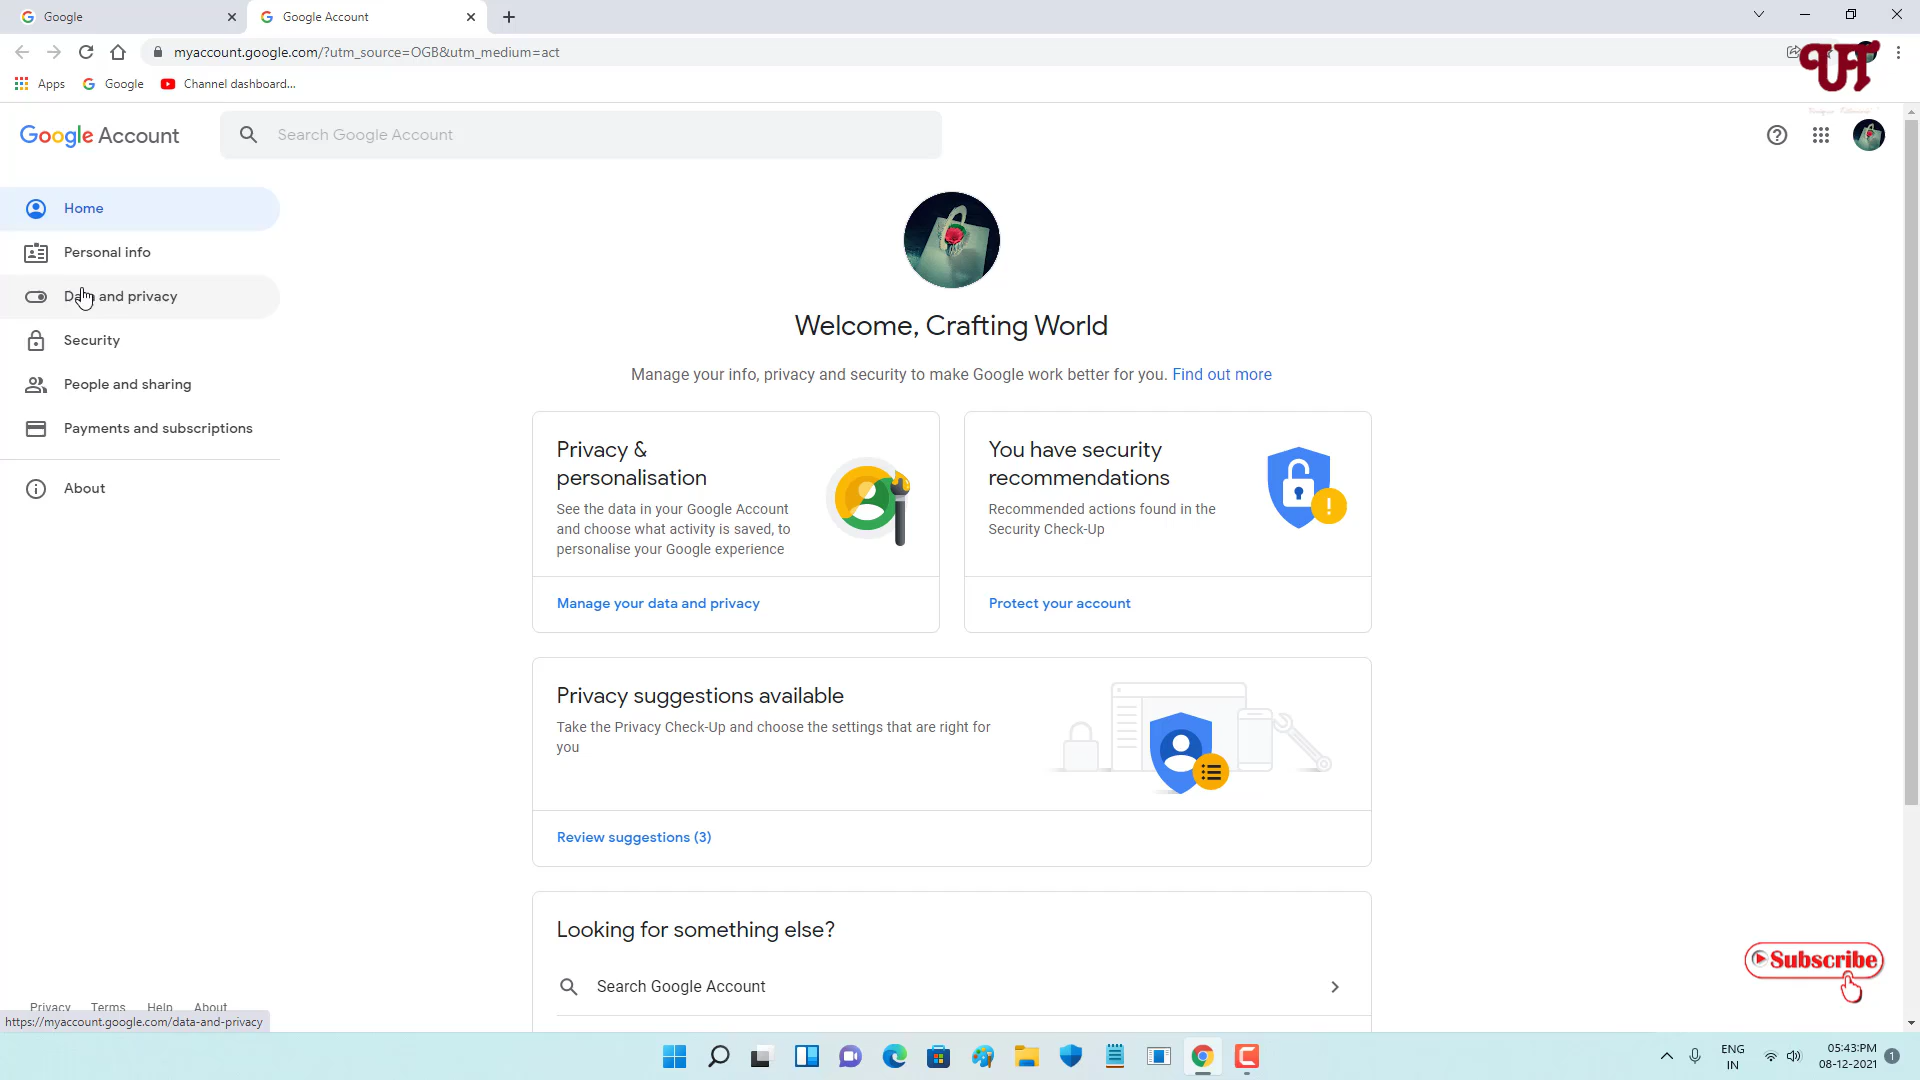 Google
Google Account
myaccount.google.com/?utm_source=OGB&utm_medium=act
Apps
Google
Channel dashboard...
UT
Google Account
Search Google Account
Home
Personal info
Data and privacy
Security
People and sharing
Payments and subscriptions
About
Welcome, Crafting World
Manage your info, privacy and security to make Google work better for you. Find out more
Privacy &
personalisation
See the data in your Google Account
and choose what activity is saved, to
personalise your Google experience
Manage your data and privacy
You have security
recommendations
Recommended actions found in the
Security Check-Up
Protect your account
Privacy suggestions available
Take the Privacy Check-Up and choose the settings that are right for
you
Review suggestions (3)
Looking for something else?
Search Google Account
Subscribe
Privacy Terms Help About
https://myaccount.google.com/data-and-privacy
ENG
IN
05:43:PM
08-12-2021
1